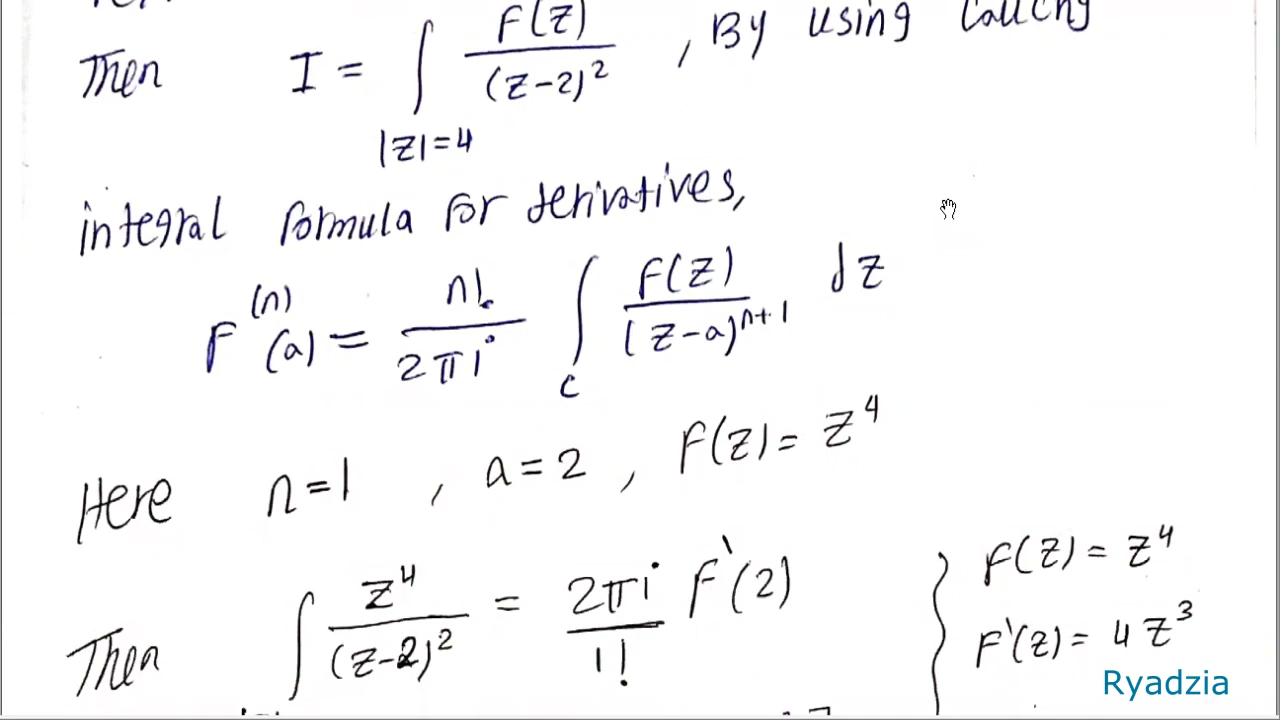 Then I = ∫ F(z) / (z-2)² , By using Cauchy
|z|=4
integral formula for derivatives,
F⁽ⁿ⁾(a) = n! / 2πi ∫ F(z) / (z-a)ⁿ⁺¹ dz
c
Here n=1 , a=2 , F(z)= z⁴
Then ∫ z⁴ / (z-2)² = 2πi / 1! F'(2)
F(z) = z⁴
F'(z) = 4z³
Ryadzia